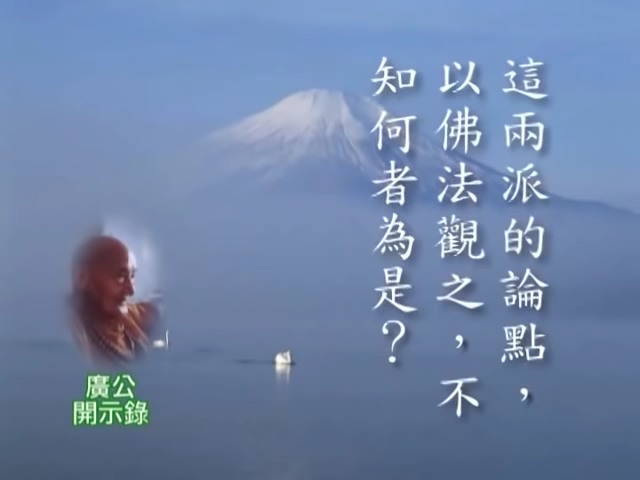 這兩派的論點，
以佛法觀之，不
知何者為是？
廣公
開示錄